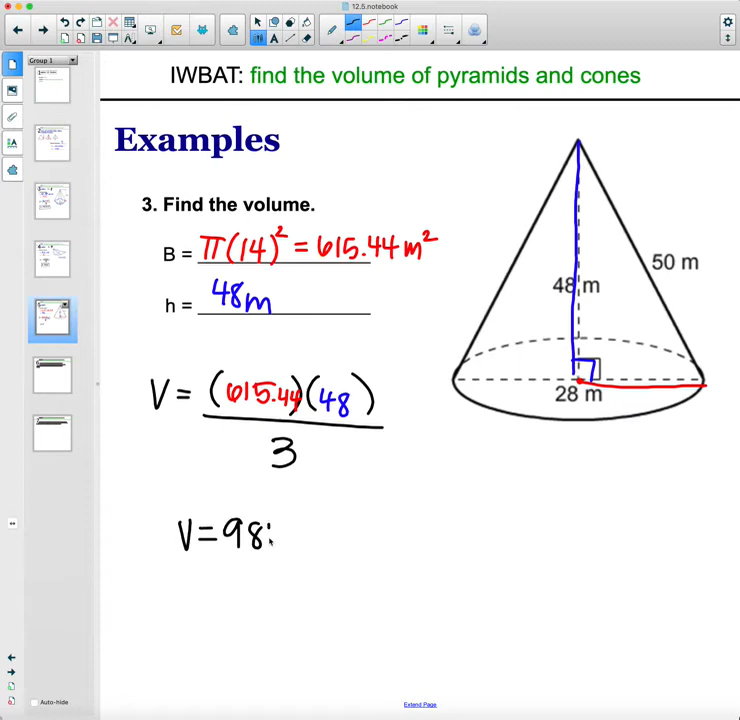 12.5.notebook
Group 1
IWBAT: find the volume of pyramids and cones
Examples
3. Find the volume.
B = π(14)² = 615.44 m²
h = 48m
50 m
48 m
28 m
V = (615.44)(48)
3
V = 98
Auto-hide
Extend Page